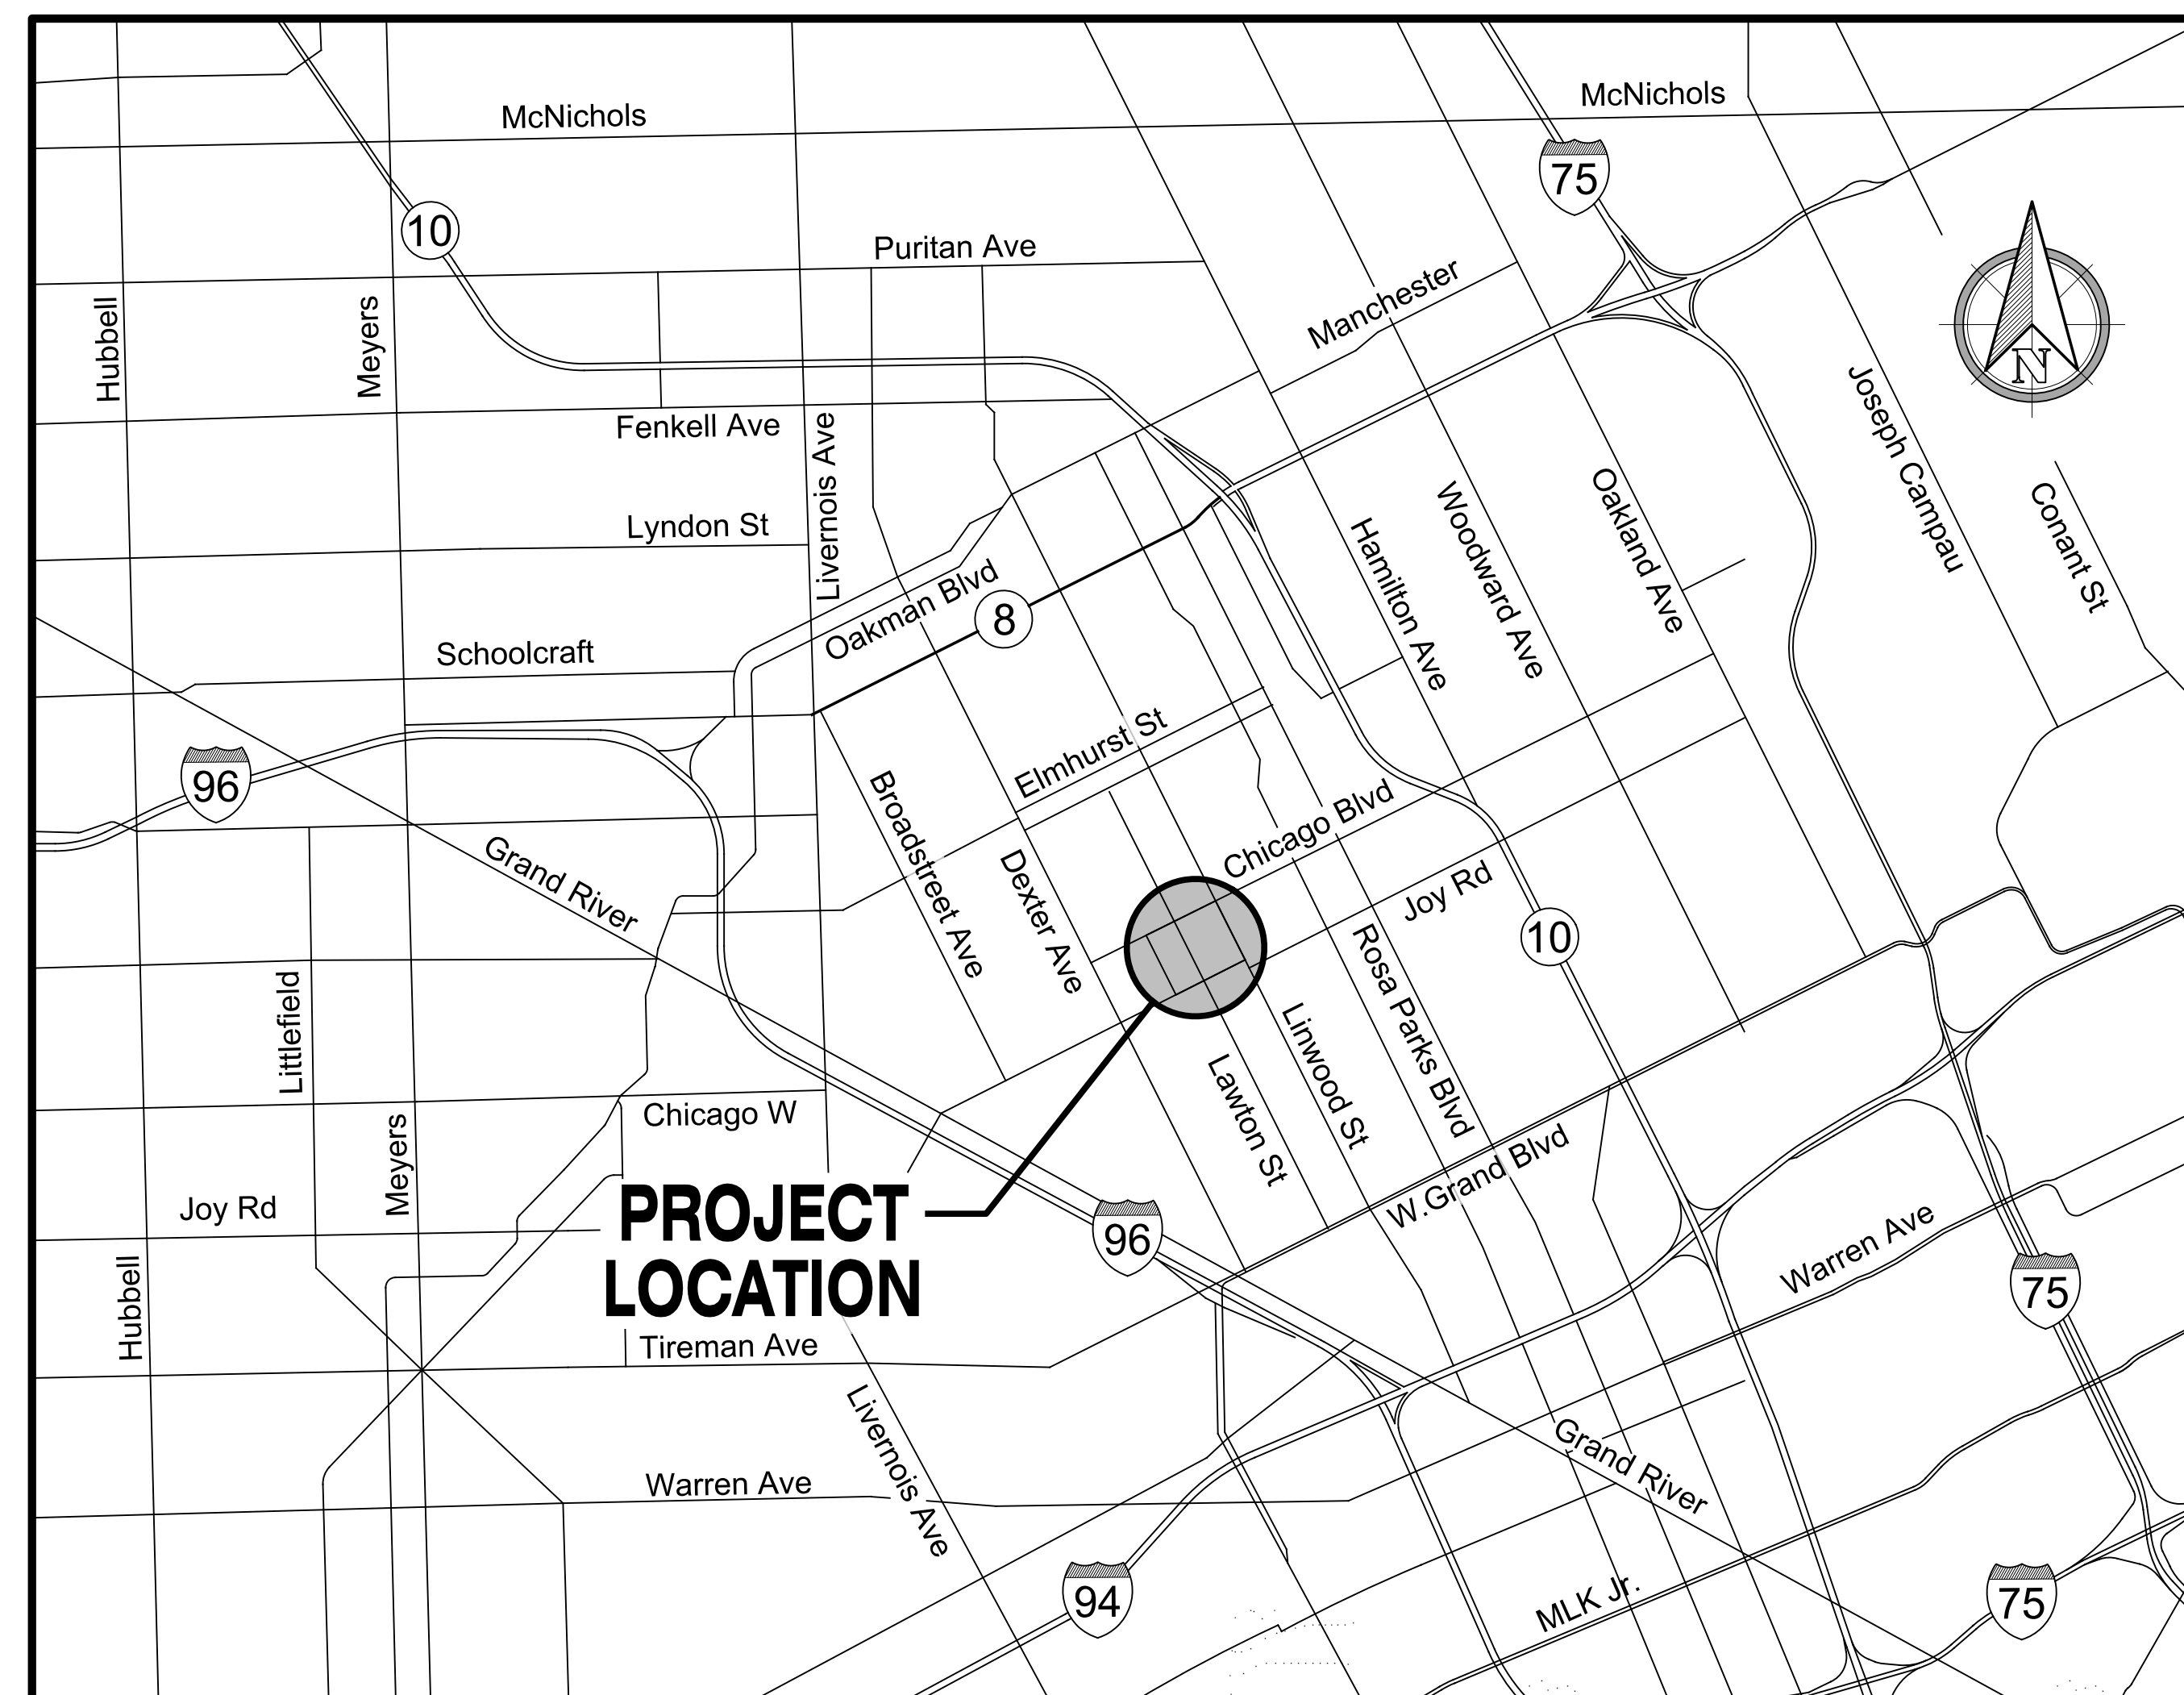 McNichols
McNichols
75
10
Puritan Ave
Manchester
Hubbell
Meyers
N
Fenkell Ave
Livernois Ave
Joseph Campau
Lyndon St
Oakland Ave
Woodward Ave
Conant St
Hamilton Ave
Oakman Blvd
8
Schoolcraft
Elmhurst St
96
Broadstreet Ave
Chicago Blvd
Grand River
Dexter Ave
Joy Rd
10
Rosa Parks Blvd
Littlefield
Linwood St
Lawton St
Chicago W
Meyers
W.Grand Blvd
Joy Rd
PROJECT
LOCATION
96
Warren Ave
Hubbell
75
Tireman Ave
Livernois Ave
Grand River
Warren Ave
94
MLK Jr.
75